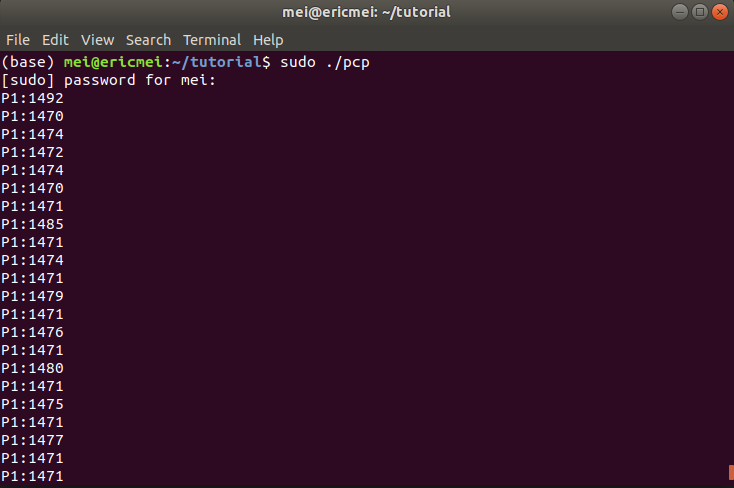 mei@ericmei: ~/tutorial
File Edit View Search Terminal Help
(base) mei@ericmei:~/tutorial$ sudo ./pcp
[sudo] password for mei:
P1:1492
P1:1470
P1:1474
P1:1472
P1:1474
P1:1470
P1:1471
P1:1485
P1:1471
P1:1474
P1:1471
P1:1479
P1:1471
P1:1476
P1:1471
P1:1480
P1:1471
P1:1475
P1:1471
P1:1477
P1:1471
P1:1471